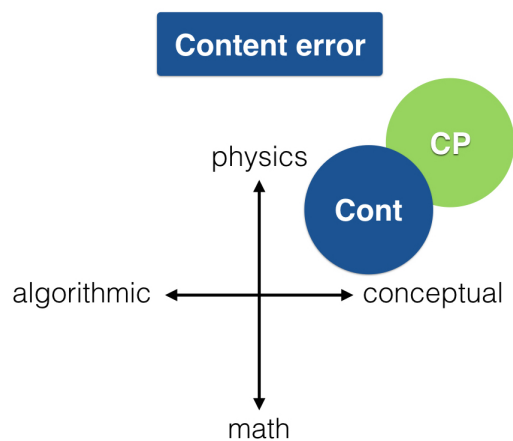 Content error
CP
physics
Cont
algorithmic
conceptual
math